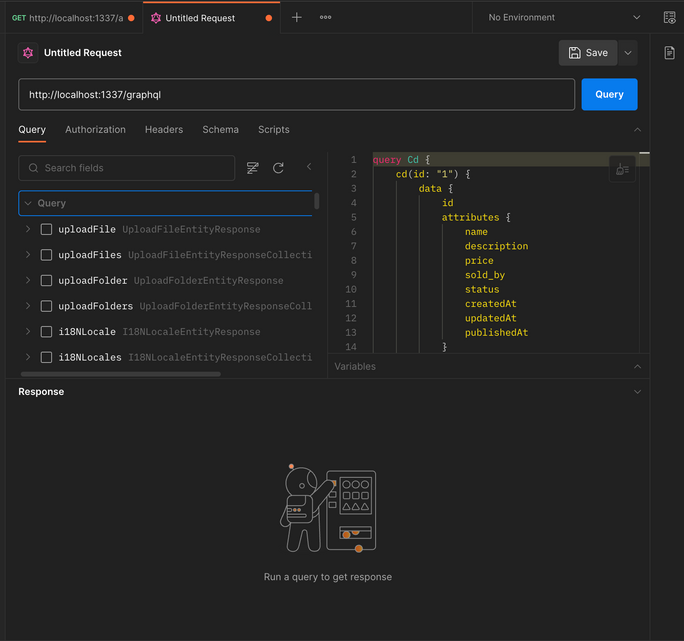 GET http://localhost:1337/a
Untitled Request
No Environment
Untitled Request
Save
http://localhost:1337/graphql
Query
Query
Authorization
Headers
Schema
Scripts
Search fields
Query
uploadFile UploadFileEntityResponse
uploadFiles UploadFileEntityResponseCollecti
uploadFolder UploadFolderEntityResponse
uploadFolders UploadFolderEntityResponseColl
i18NLocale I18NLocaleEntityResponse
i18NLocales I18NLocaleEntityResponseCollecti
1 query Cd {
2 cd(id: "1") {
3 data {
4 id
5 attributes {
6 name
7 description
8 price
9 sold_by
10 status
11 createdAt
12 updatedAt
13 publishedAt
14 }
Variables
Response
Run a query to get response